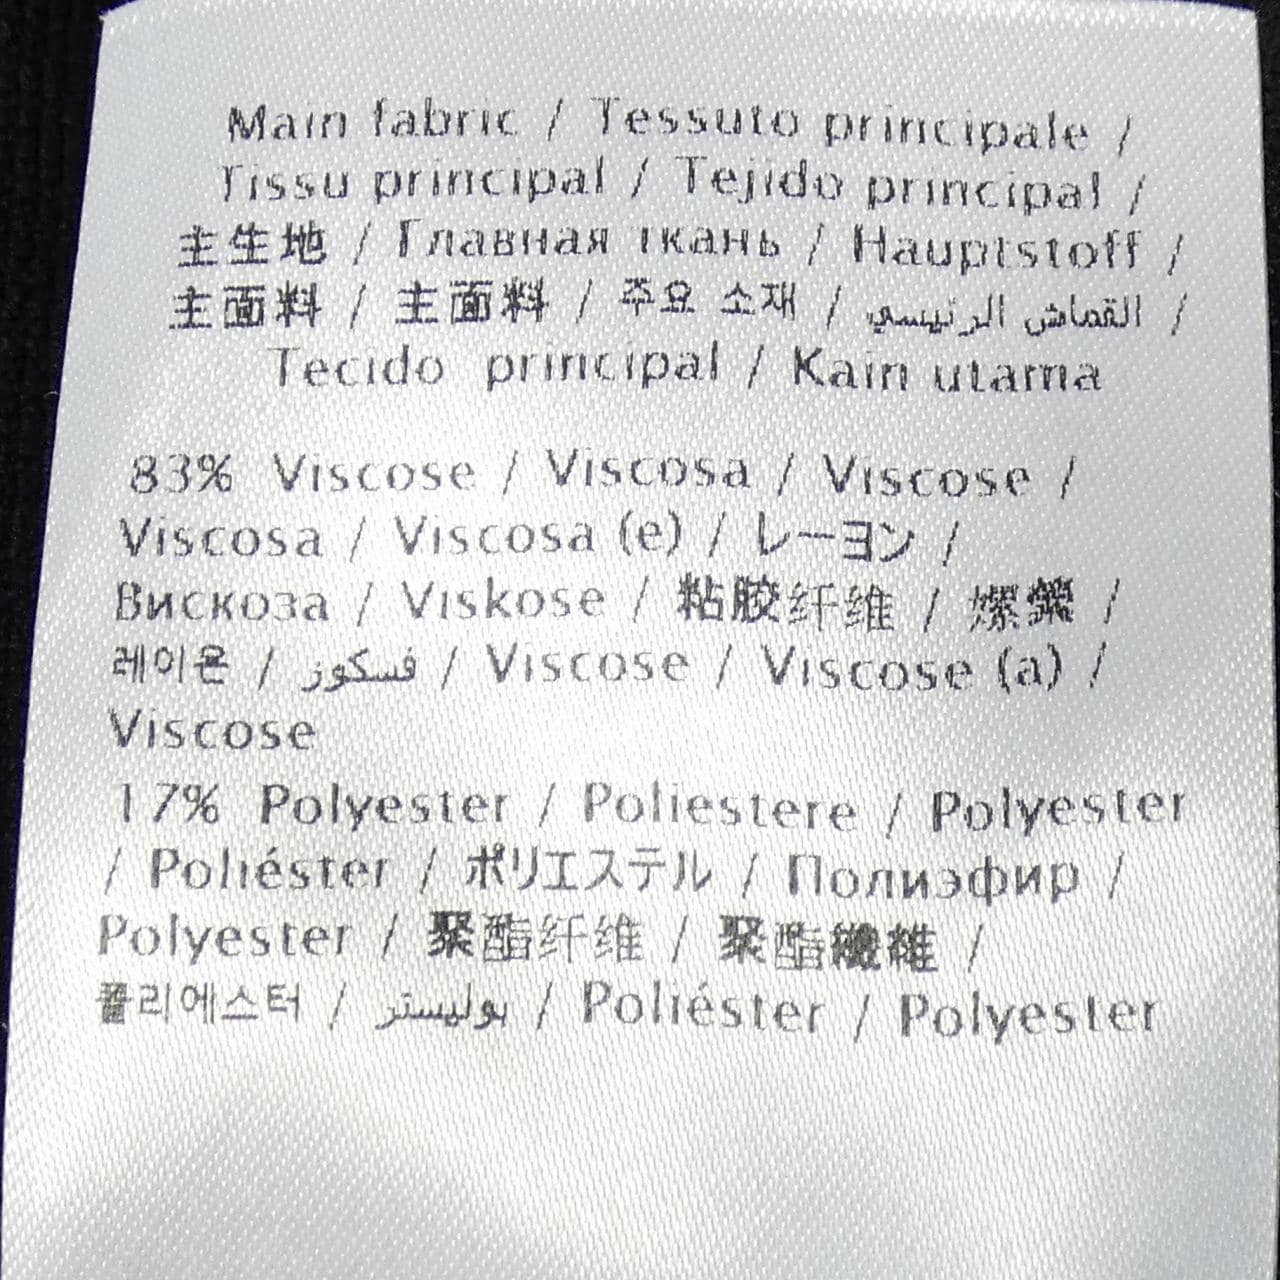 Main fabric / Tessuto principale /
Tissu principal / Tejido principal /
主生地 / Главная ткань / Hauptstoff /
主面料 / 主面料 / 주요 소재 / القماش الرئيسي /
Tecido principal / Kain utama
83% Viscose / Viscosa / Viscose /
Viscosa / Viscosa (e) / レーヨン /
Вискоза / Viskose / 粘胶纤维 / 嫘縈 /
레이온 / فسكوز / Viscose / Viscose (a) /
Viscose
17% Polyester / Poliestere / Polyester
/ Poliéster / ポリエステル / Полиэфир /
Polyester / 聚酯纤维 / 聚酯纖維 /
폴리에스터 / بوليستر / Poliéster / Polyester